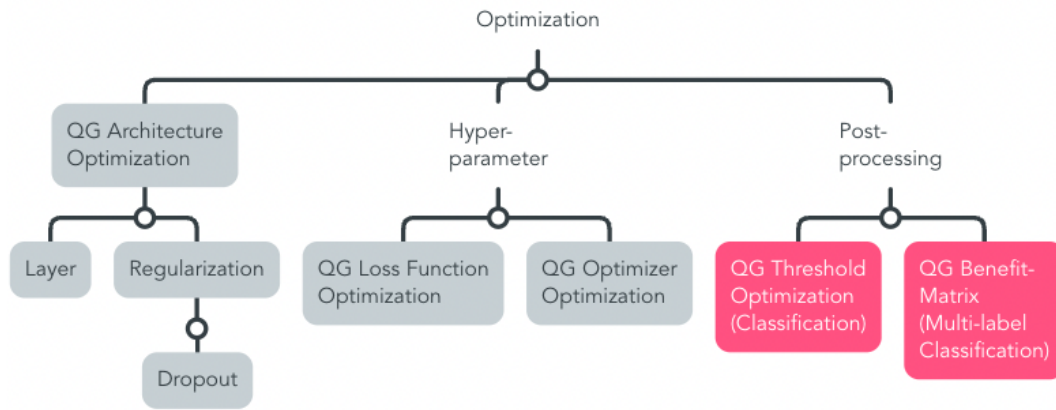 Optimization
QG Architecture
Optimization
Hyper-
parameter
Post-
processing
Layer
Regularization
QG Loss Function
Optimization
QG Optimizer
Optimization
QG Threshold
Optimization
(Classification)
QG Benefit-
Matrix
(Multi-label
Classification)
Dropout